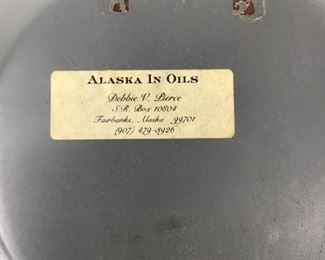 ALASKA IN OILS
Debbie V. Pierce
S.R. Box 10804
Fairbanks, Alaska 99701
(907) 479-8926